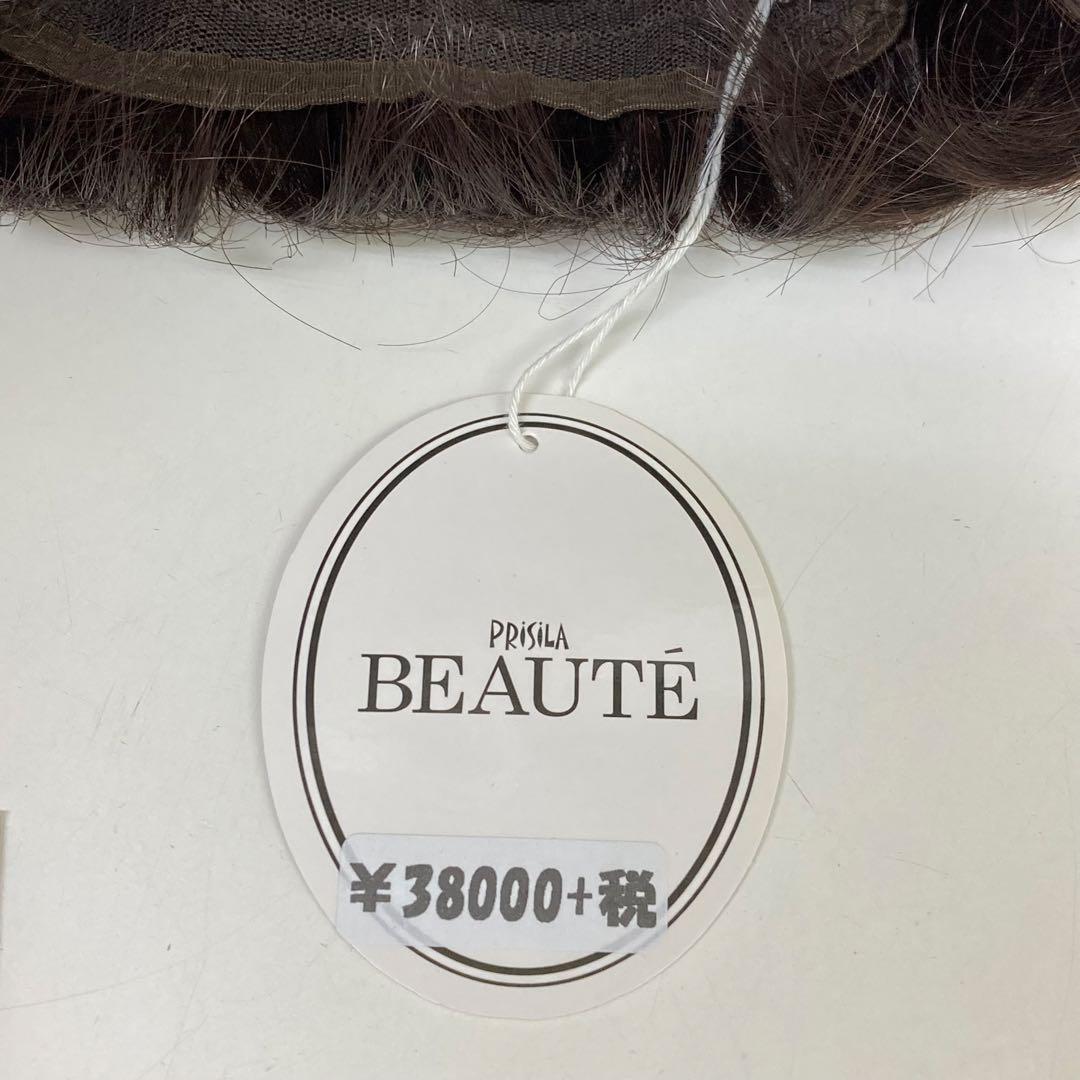 PRiSiLA
BEAUTÉ
¥38000+税